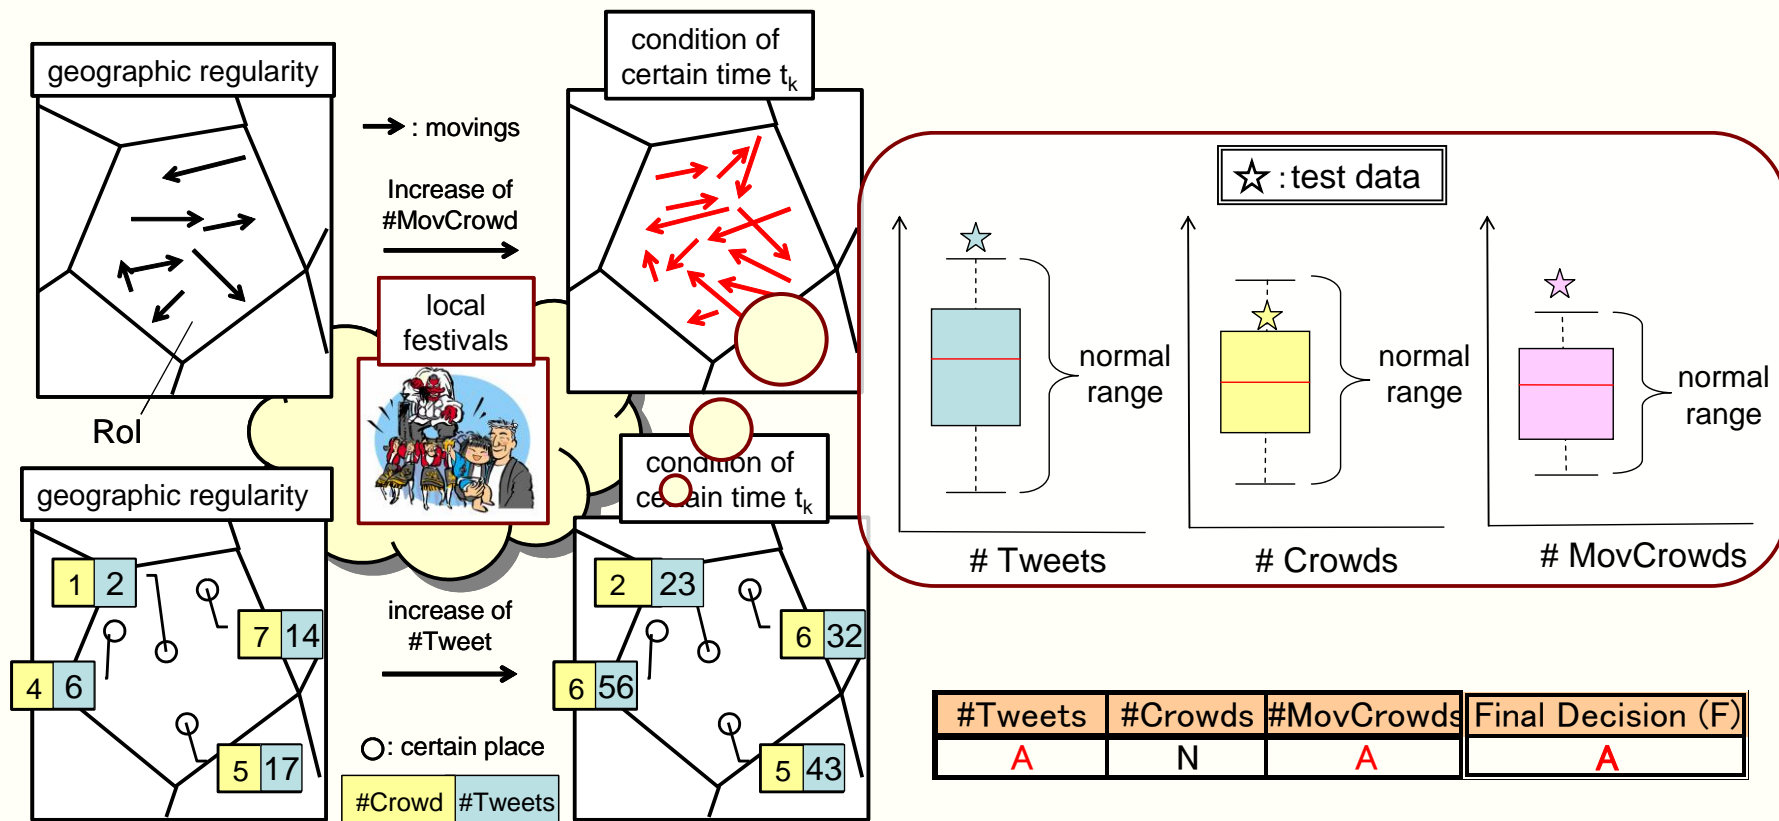 geographic regularity
condition of
certain time tk
: movings
Increase of
#MovCrowd
local
festivals
RoI
☆ : test data
normal
range
normal
range
normal
range
# Tweets
# Crowds
# MovCrowds
geographic regularity
condition of
certain time tk
1 2
7 14
4 6
5 17
increase of
#Tweet
2 23
6 32
6 56
5 43
: certain place
#Crowd #Tweets
#Tweets #Crowds #MovCrowds Final Decision (F)
A N A A